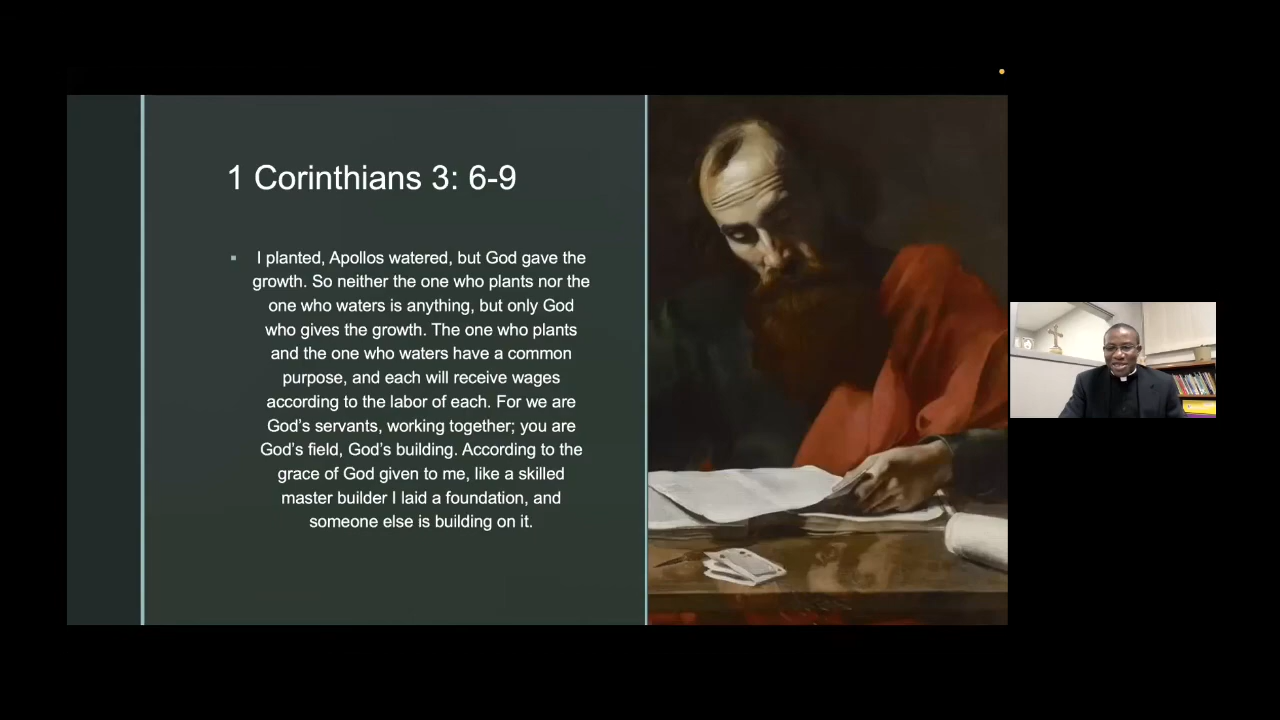 1 Corinthians 3: 6-9
I planted, Apollos watered, but God gave the
growth. So neither the one who plants nor the
one who waters is anything, but only God
who gives the growth. The one who plants
and the one who waters have a common
purpose, and each will receive wages
according to the labor of each. For we are
God’s servants, working together; you are
God’s field, God’s building. According to the
grace of God given to me, like a skilled
master builder I laid a foundation, and
someone else is building on it.